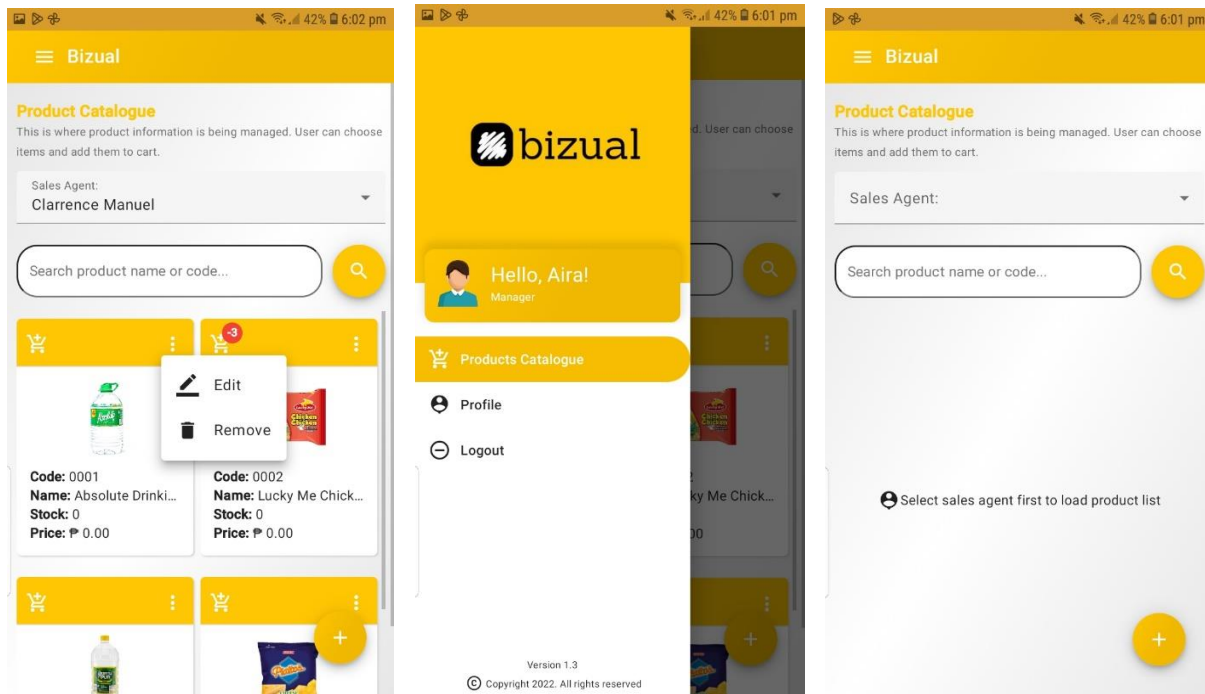 42% 6:02 pm
Bizual
Product Catalogue
This is where product information is being managed. User can choose
items and add them to cart.
Sales Agent:
Clarrence Manuel
Search product name or code...
-3
Edit
Remove
Code: 0001
Name: Absolute Drinki...
Stock: 0
Price: ₱ 0.00
Lucky Me
Chicken
Chicken
Code: 0002
Name: Lucky Me Chick...
Stock: 0
Price: ₱ 0.00
+
42% 6:01 pm
bizual
Hello, Aira!
Manager
Products Catalogue
Profile
Logout
Version 1.3
© Copyright 2022. All rights reserved
d. User can choose
ky Me Chick...
00
42% 6:01 pm
Bizual
Product Catalogue
This is where product information is being managed. User can choose
items and add them to cart.
Sales Agent:
Search product name or code...
Select sales agent first to load product list
+